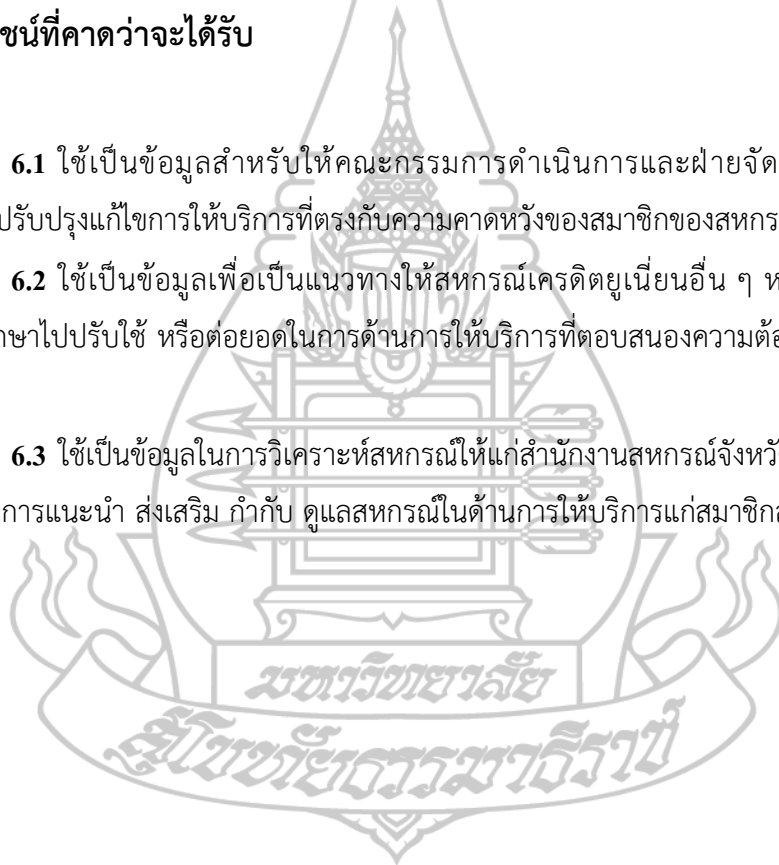 ชน์ที่คาดว่าจะได้รับ
6.1 ใช้เป็นข้อมูลสำหรับให้คณะกรรมการดำเนินการและฝ่ายจัด
ปรับปรุงแก้ไขการให้บริการที่ตรงกับความคาดหวังของสมาชิกของสหกร
6.2 ใช้เป็นข้อมูลเพื่อเป็นแนวทางให้สหกรณ์เครดิตยูเนี่ยนอื่น ๆ ห
ึกษาไปปรับใช้ หรือต่อยอดในการด้านการให้บริการที่ตอบสนองความต้อ
6.3 ใช้เป็นข้อมูลในการวิเคราะห์สหกรณ์ให้แก่สำนักงานสหกรณ์จังหวั
การแนะนำ ส่งเสริม กำกับ ดูแลสหกรณ์ในด้านการให้บริการแก่สมาชิกส
มหาวิทยาลัย
สุโขทัยธรรมาธิราช